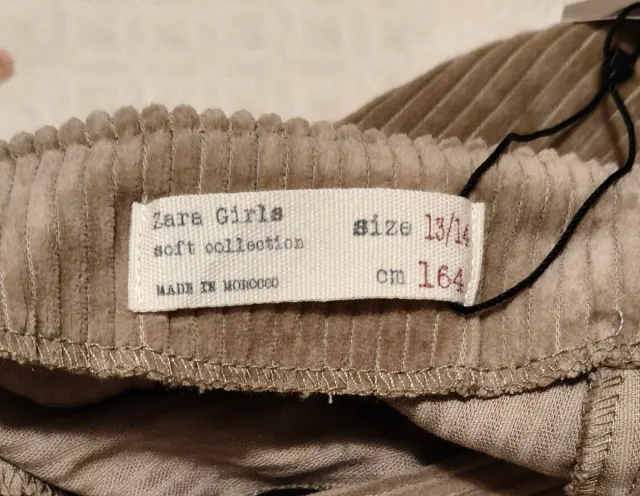 Zara Girls
soft collection
MADE IN MOROCCO
size 13/14
cm 164